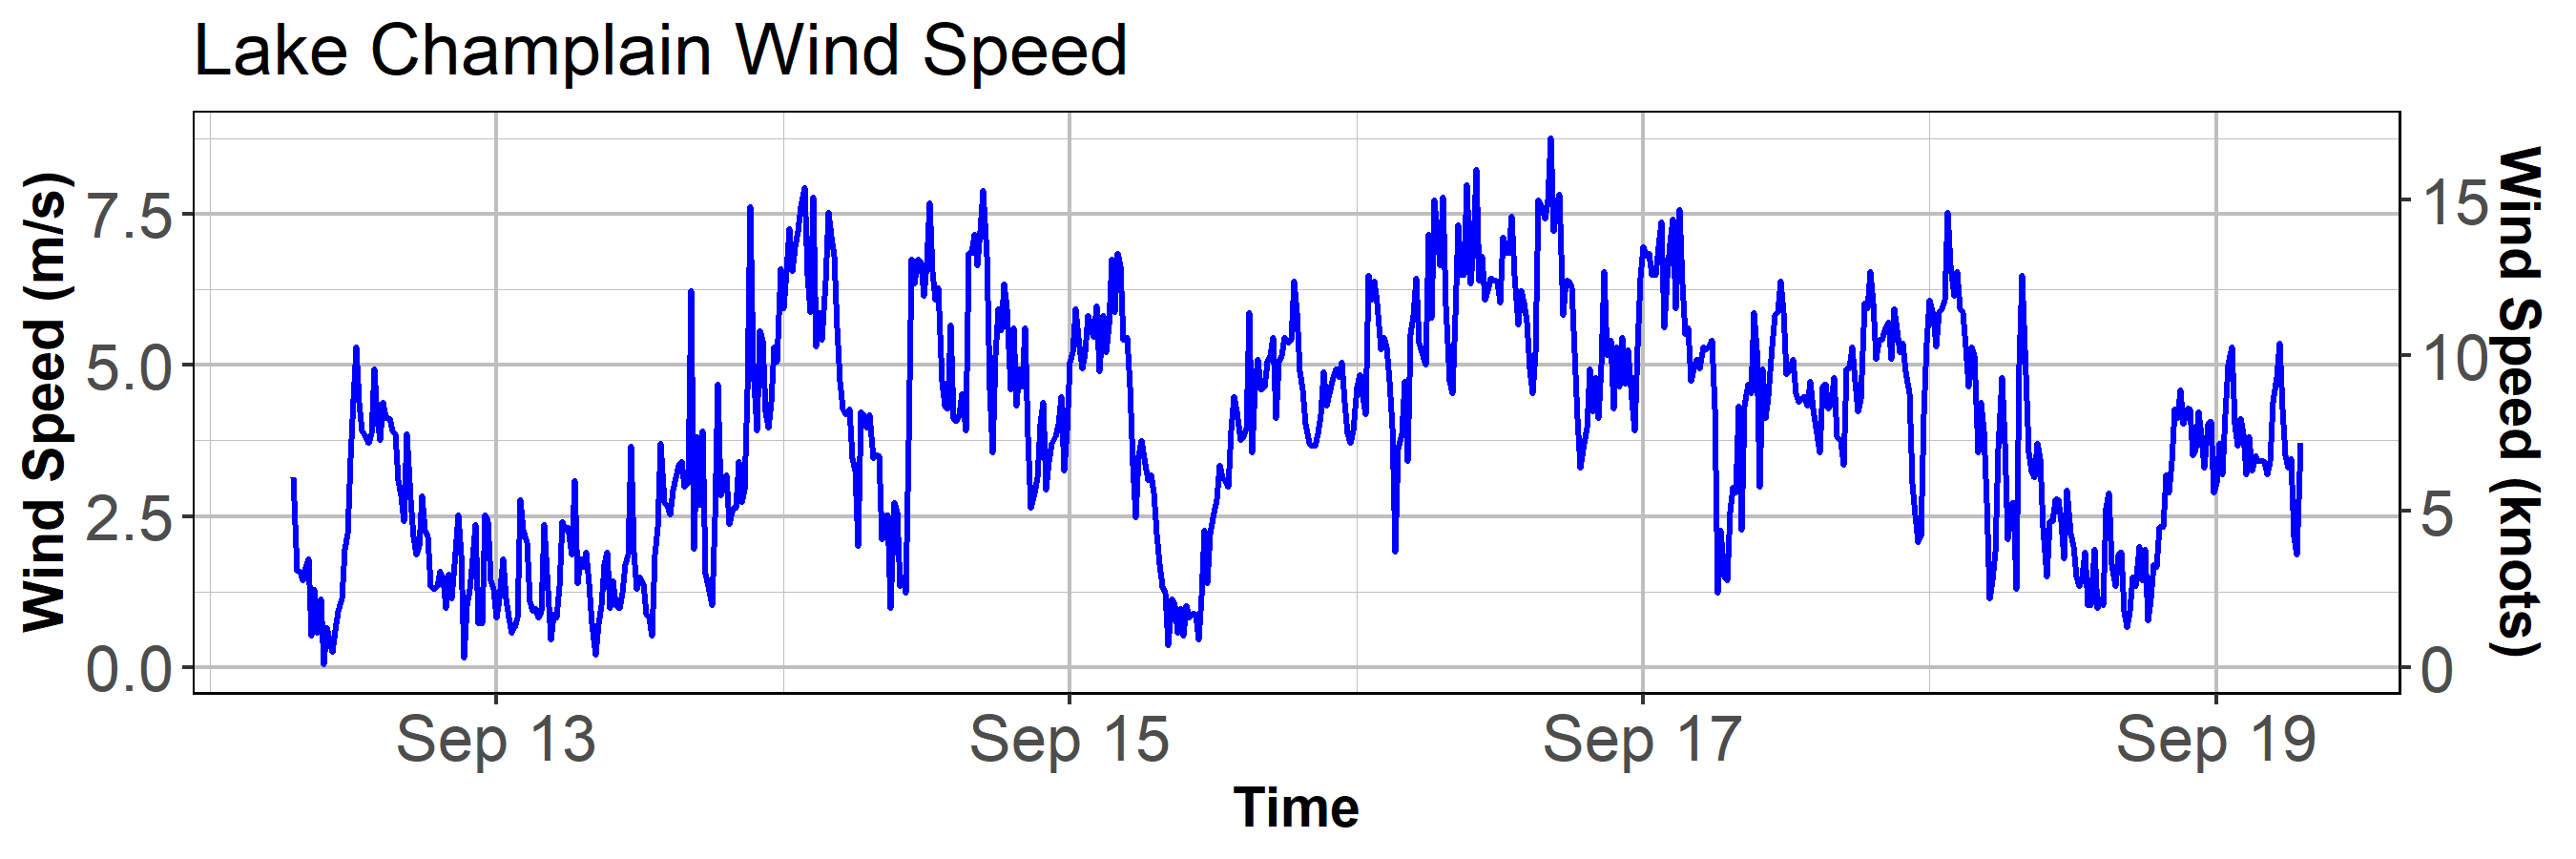 Lake Champlain Wind Speed
Wind Speed (m/s)
7.5
5.0
2.5
0.0
15
10
5
0
Wind Speed (knots)
Sep 13
Sep 15
Sep 17
Sep 19
Time